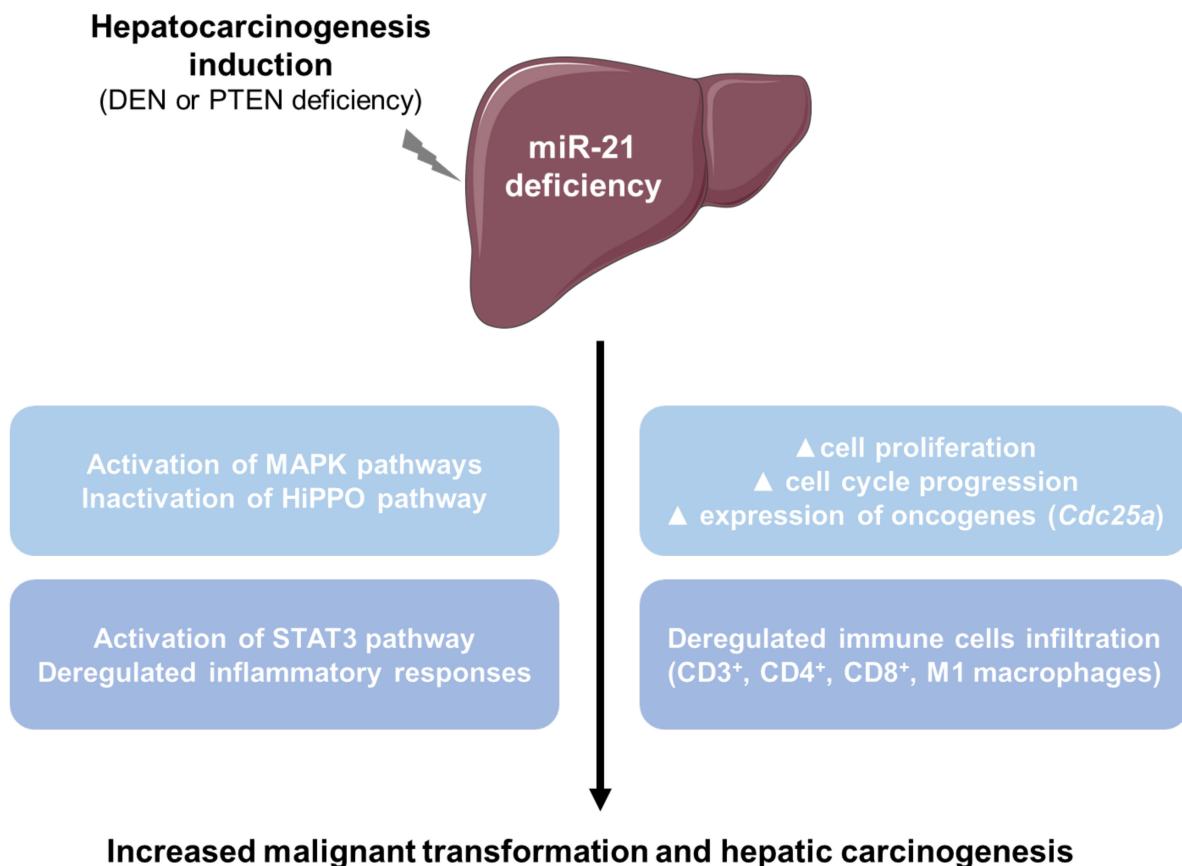 Hepatocarcinogenesis
induction
(DEN or PTEN deficiency)
miR-21
deficiency
Activation of MAPK pathways
Inactivation of HiPPO pathway
▲cell proliferation
▲ cell cycle progression
▲ expression of oncogenes (Cdc25a)
Activation of STAT3 pathway
Deregulated inflammatory responses
Deregulated immune cells infiltration
(CD3⁺, CD4⁺, CD8⁺, M1 macrophages)
Increased malignant transformation and hepatic carcinogenesis